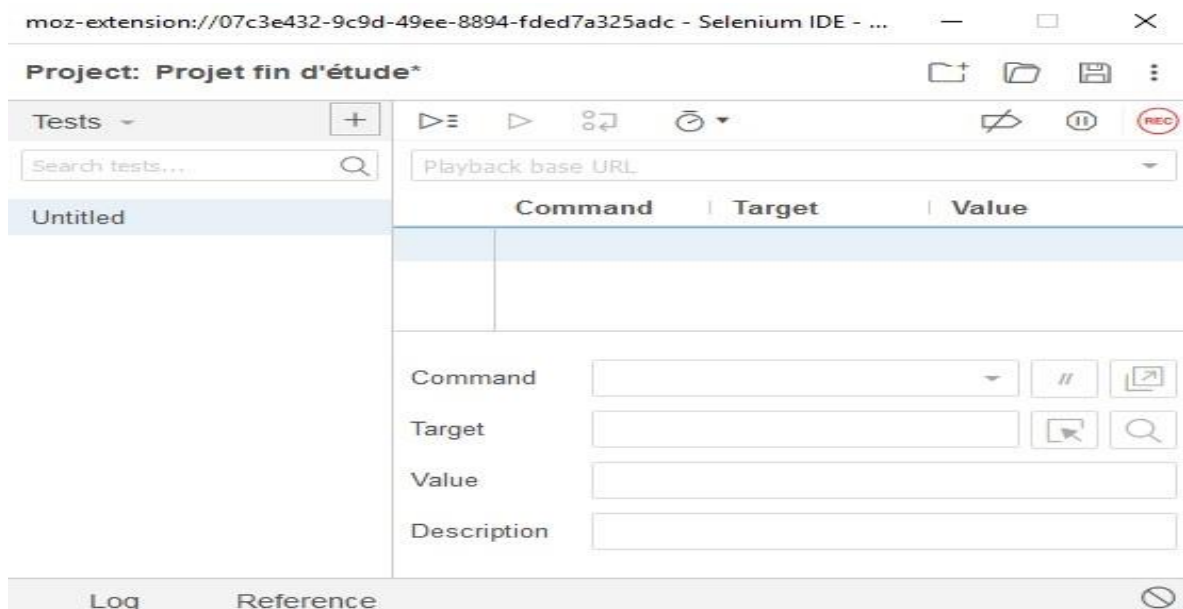 moz-extension://07c3e432-9c9d-49ee-8894-fded7a325adc - Selenium IDE - ...
Project: Projet fin d'étude*
Tests
Search tests...
Untitled
REC
Playback base URL
Command Target Value
Command
//
Target
Value
Description
Log Reference